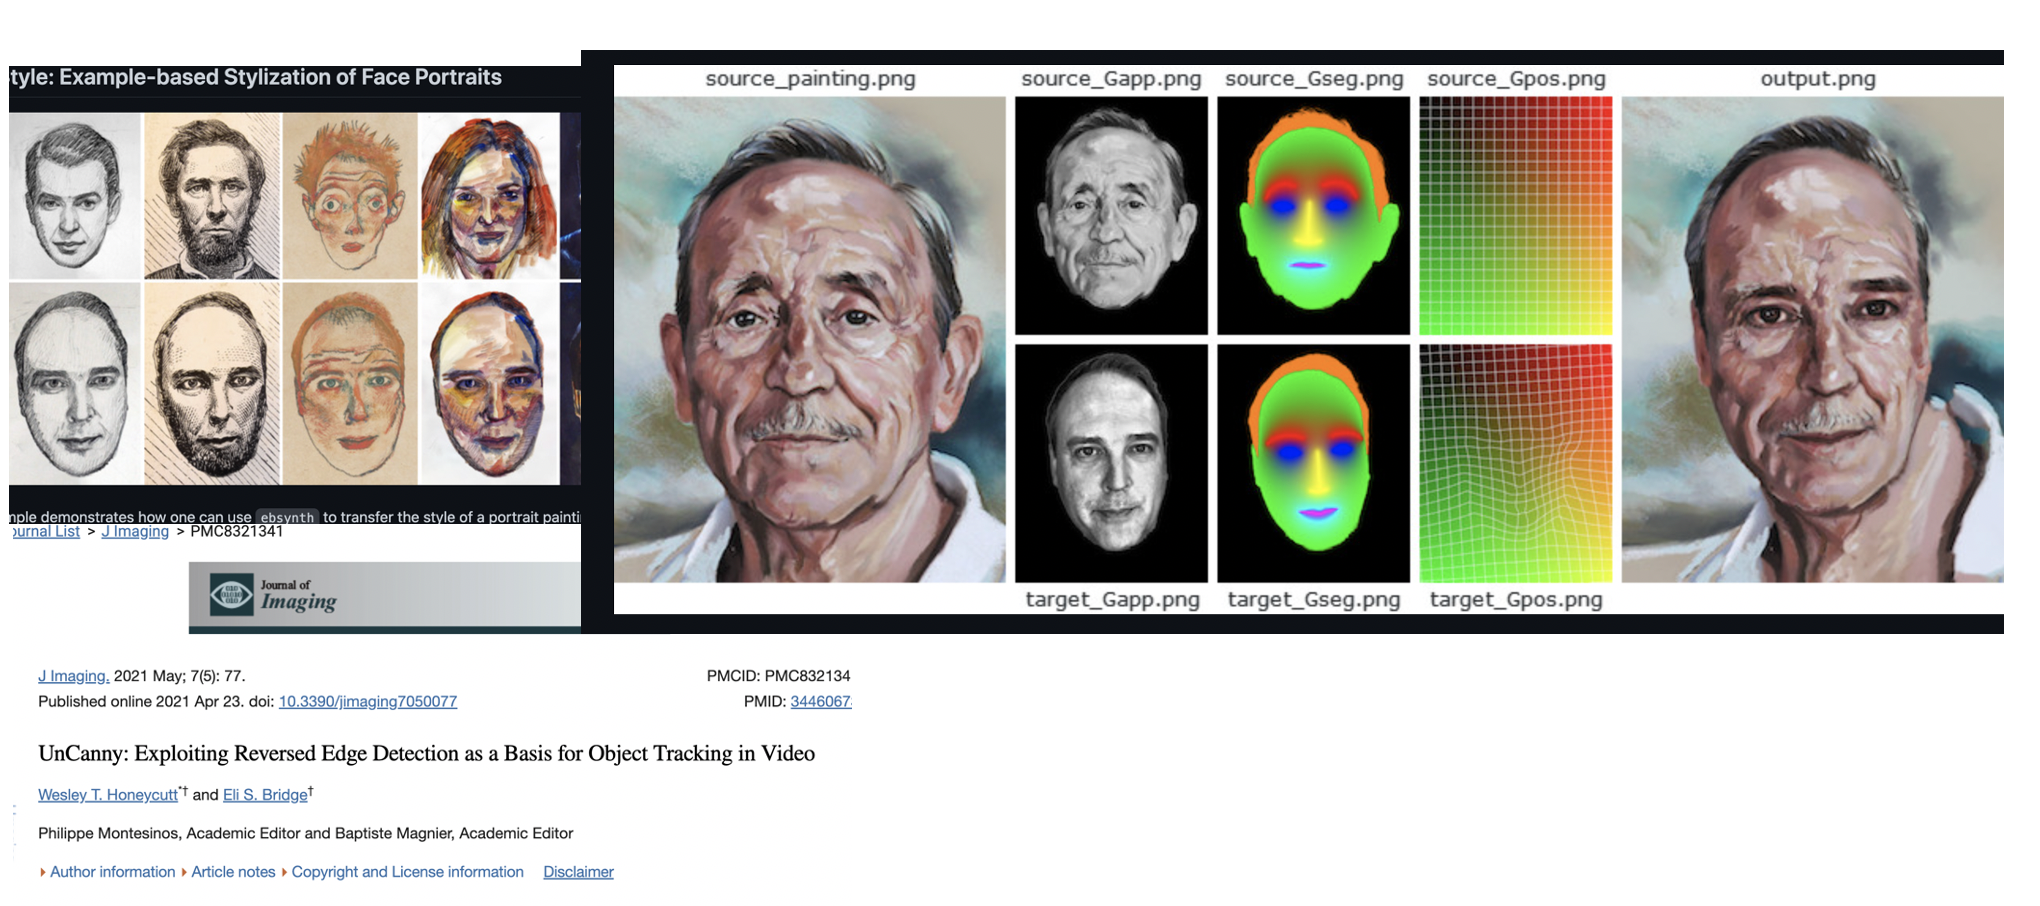 tyle: Example-based Stylization of Face Portraits
mple demonstrates how one can use ebsynth to transfer the style of a portrait painti
source_painting.png
source_Gapp.png
source_Gseg.png
source_Gpos.png
output.png
target_Gapp.png
target_Gseg.png
target_Gpos.png
ournal List > J Imaging > PMC8321341
Journal of
Imaging
J Imaging. 2021 May; 7(5): 77.
PMCID: PMC832134
Published online 2021 Apr 23. doi: 10.3390/jimaging7050077
PMID: 3446067
UnCanny: Exploiting Reversed Edge Detection as a Basis for Object Tracking in Video
Wesley T. Honeycutt*† and Eli S. Bridge†
Philippe Montesinos, Academic Editor and Baptiste Magnier, Academic Editor
Author information Article notes Copyright and License information Disclaimer